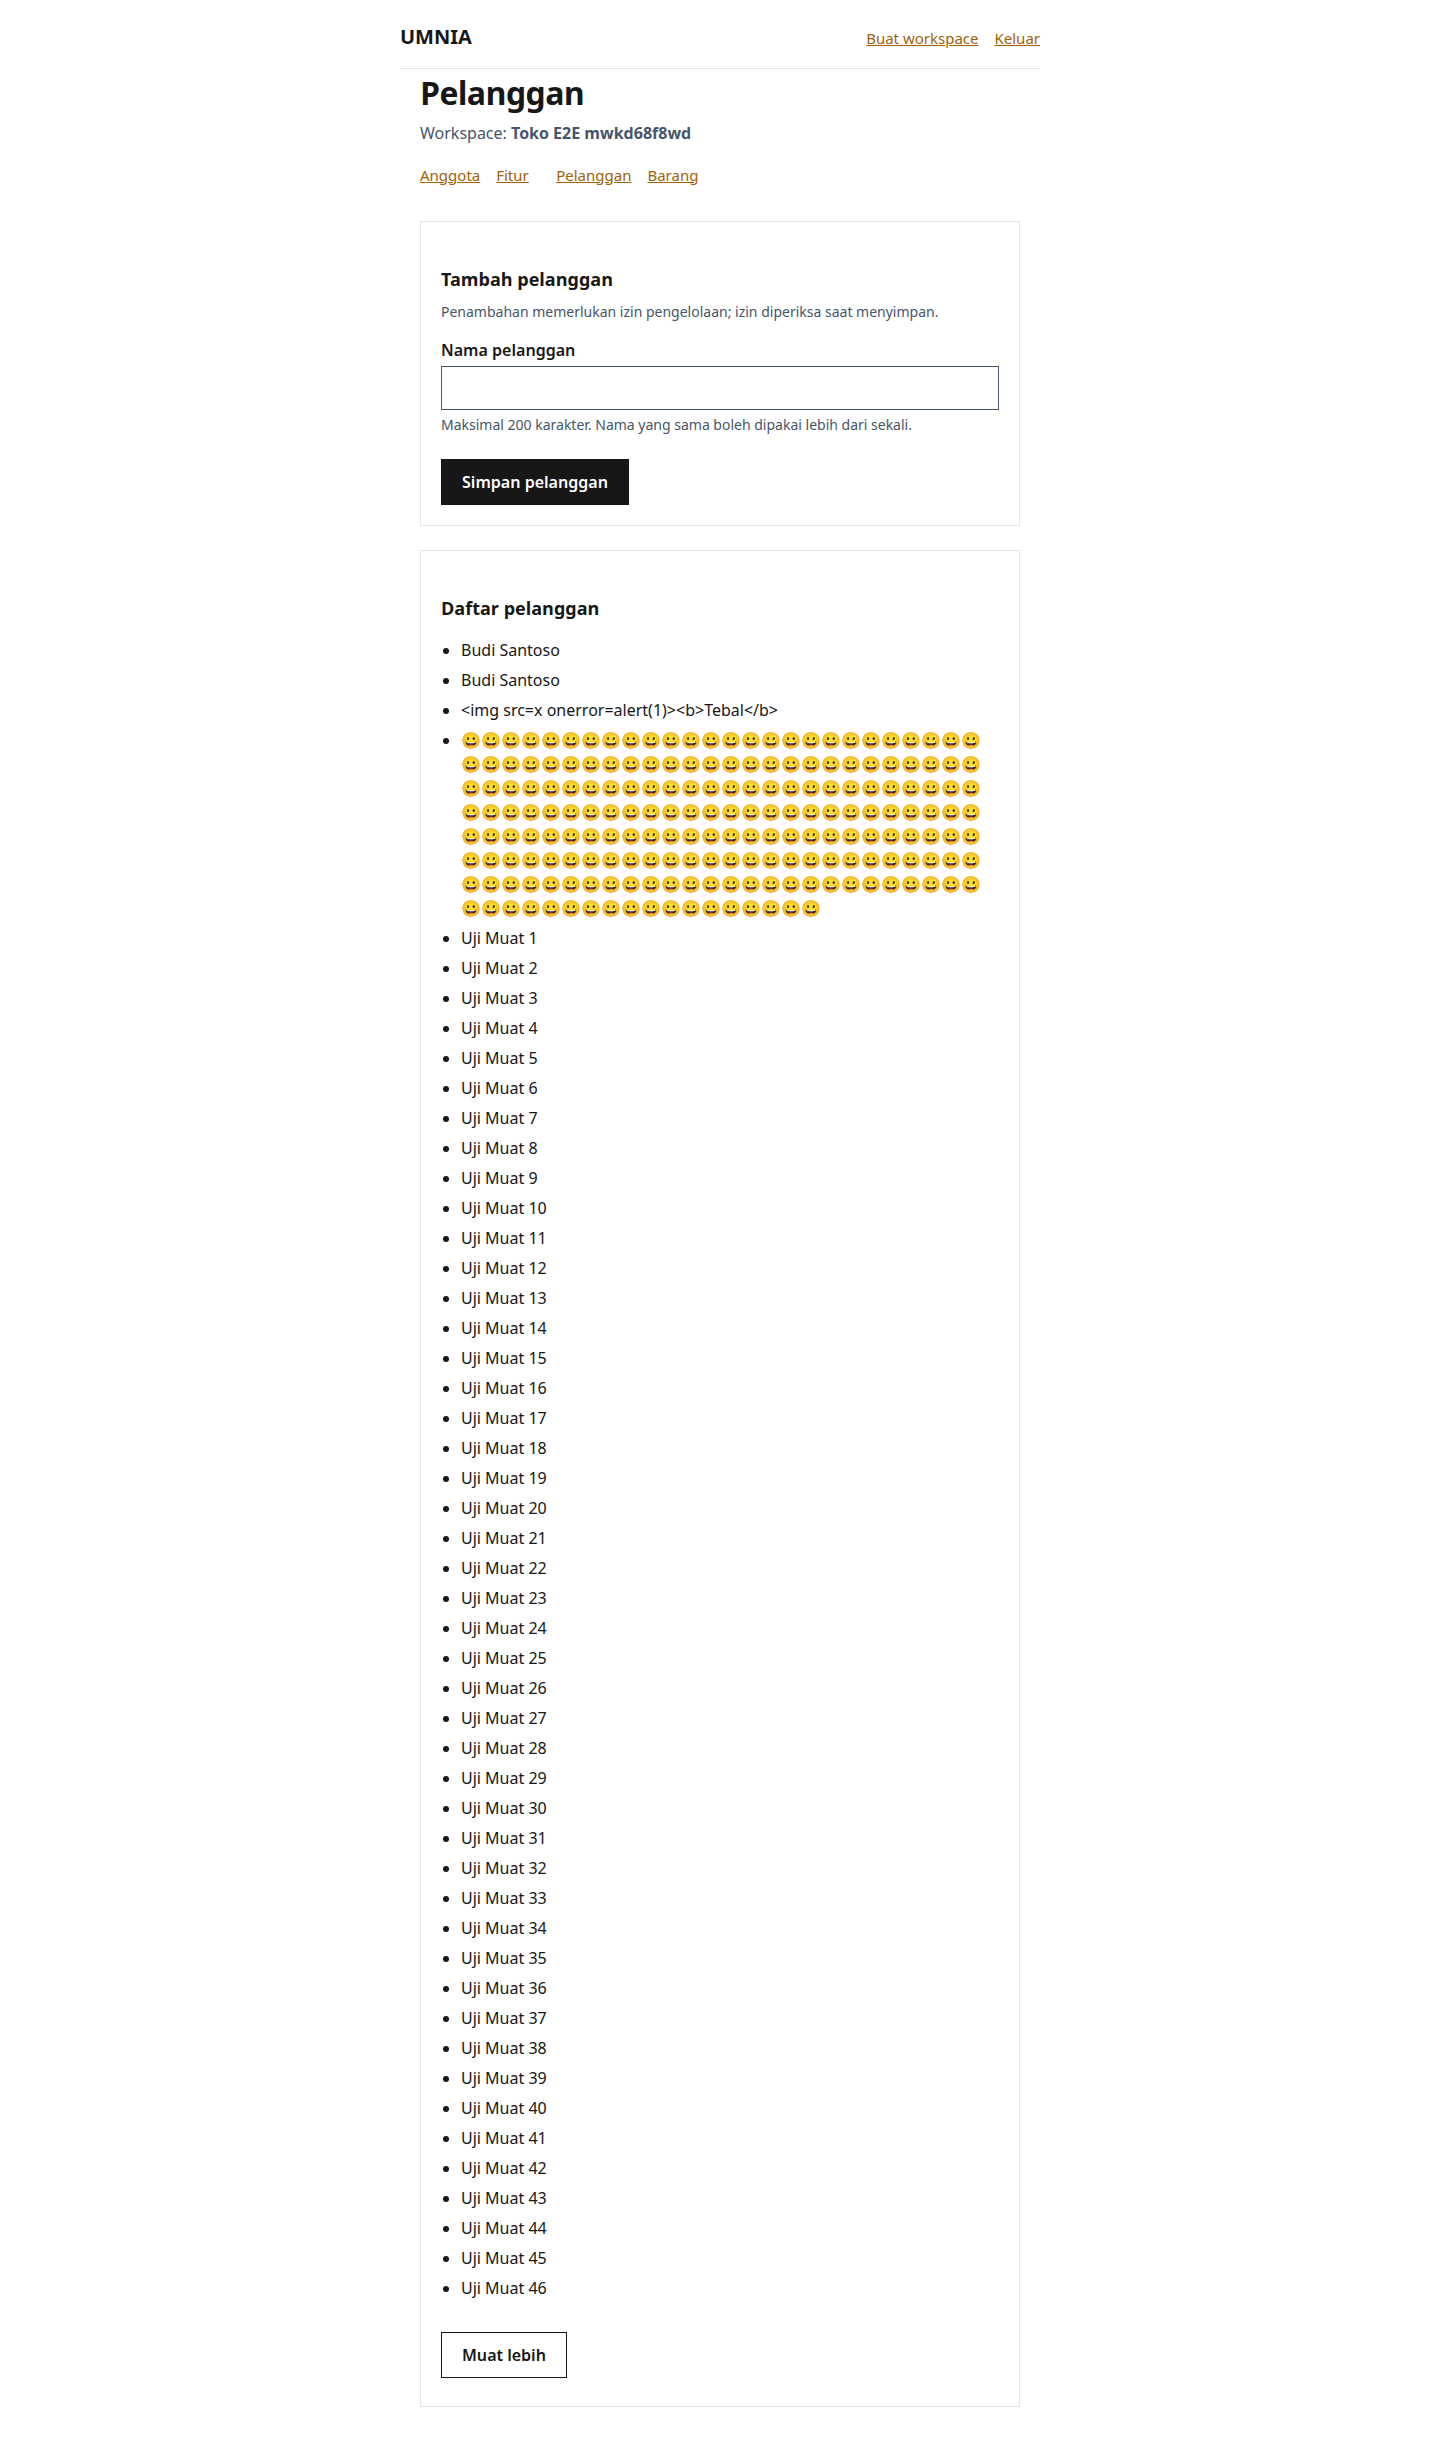 UMNIA
Buat workspace Keluar
Pelanggan
Workspace: Toko E2E mwkd68f8wd
Anggota Fitur Pelanggan Barang
Tambah pelanggan
Penambahan memerlukan izin pengelolaan; izin diperiksa saat menyimpan.
Nama pelanggan
Maksimal 200 karakter. Nama yang sama boleh dipakai lebih dari sekali.
Simpan pelanggan
Daftar pelanggan
Budi Santoso
Budi Santoso
<img src=x onerror=alert(1)><b>Tebal</b>
😀😀😀😀😀😀😀😀😀😀😀😀😀😀😀😀😀😀😀😀😀😀😀😀😀😀
😀😀😀😀😀😀😀😀😀😀😀😀😀😀😀😀😀😀😀😀😀😀😀😀😀😀
😀😀😀😀😀😀😀😀😀😀😀😀😀😀😀😀😀😀😀😀😀😀😀😀😀😀
😀😀😀😀😀😀😀😀😀😀😀😀😀😀😀😀😀😀😀😀😀😀😀😀😀😀
😀😀😀😀😀😀😀😀😀😀😀😀😀😀😀😀😀😀😀😀😀😀😀😀😀😀
😀😀😀😀😀😀😀😀😀😀😀😀😀😀😀😀😀😀😀😀😀😀😀😀😀😀
😀😀😀😀😀😀😀😀😀😀😀😀😀😀😀😀😀😀😀😀😀😀😀😀😀😀
😀😀😀😀😀😀😀😀😀😀😀😀😀😀😀😀😀😀
Uji Muat 1
Uji Muat 2
Uji Muat 3
Uji Muat 4
Uji Muat 5
Uji Muat 6
Uji Muat 7
Uji Muat 8
Uji Muat 9
Uji Muat 10
Uji Muat 11
Uji Muat 12
Uji Muat 13
Uji Muat 14
Uji Muat 15
Uji Muat 16
Uji Muat 17
Uji Muat 18
Uji Muat 19
Uji Muat 20
Uji Muat 21
Uji Muat 22
Uji Muat 23
Uji Muat 24
Uji Muat 25
Uji Muat 26
Uji Muat 27
Uji Muat 28
Uji Muat 29
Uji Muat 30
Uji Muat 31
Uji Muat 32
Uji Muat 33
Uji Muat 34
Uji Muat 35
Uji Muat 36
Uji Muat 37
Uji Muat 38
Uji Muat 39
Uji Muat 40
Uji Muat 41
Uji Muat 42
Uji Muat 43
Uji Muat 44
Uji Muat 45
Uji Muat 46
Muat lebih